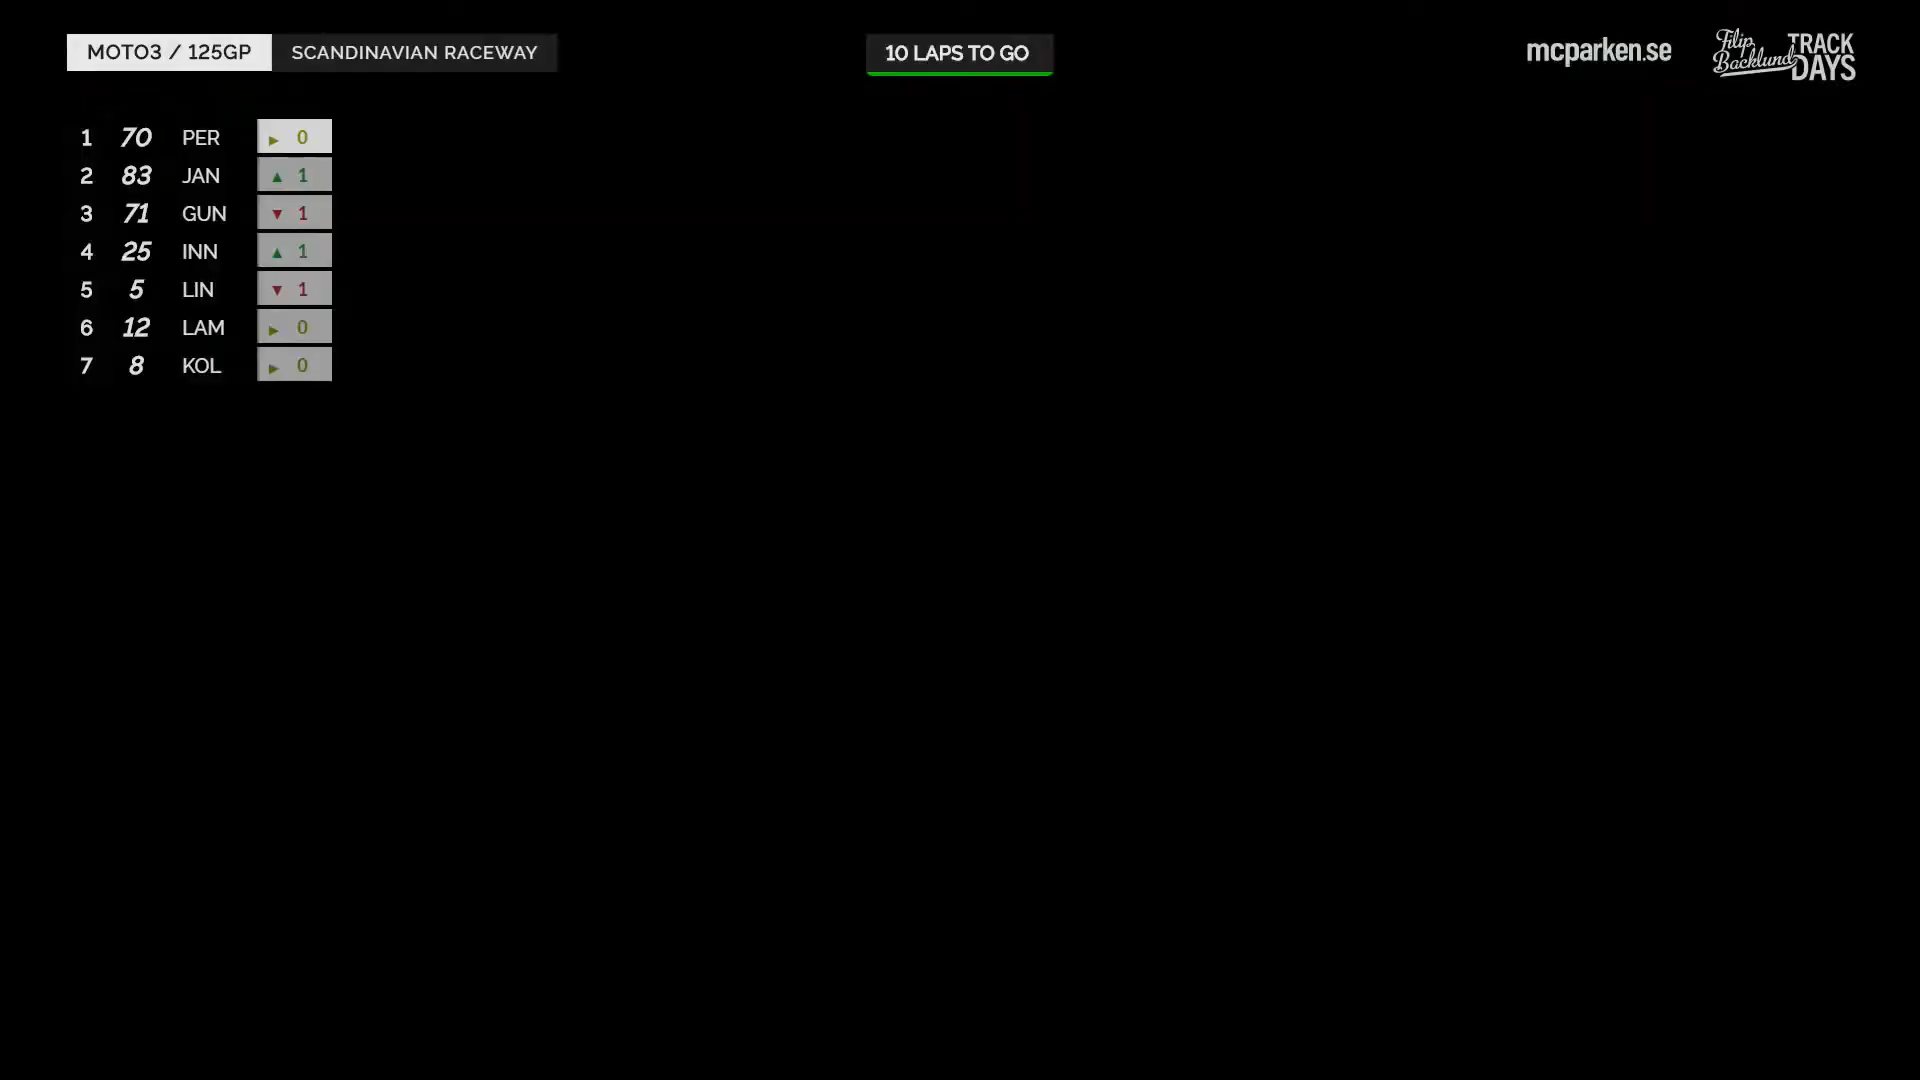 MOTO3 / 125GP SCANDINAVIAN RACEWAY
10 LAPS TO GO
mcparken.se
Filip Backlund TRACK DAYS
1 70 PER ► 0
2 83 JAN ▲ 1
3 71 GUN ▼ 1
4 25 INN ▲ 1
5 5 LIN ▼ 1
6 12 LAM ► 0
7 8 KOL ► 0